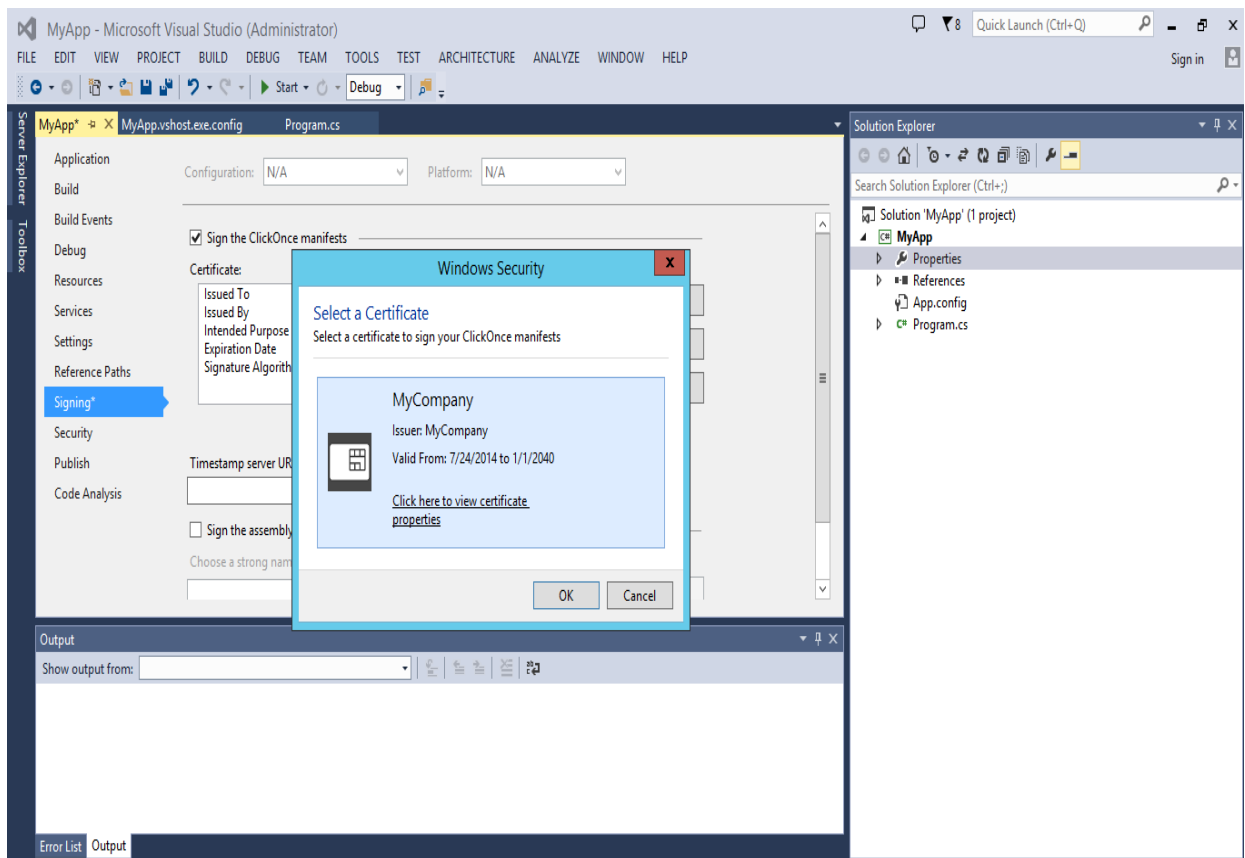 MyApp - Microsoft Visual Studio (Administrator)
8
Quick Launch (Ctrl+Q)
FILE EDIT VIEW PROJECT BUILD DEBUG TEAM TOOLS TEST ARCHITECTURE ANALYZE WINDOW HELP
Sign in
Start
Debug
Server Explorer
Toolbox
MyApp*
MyApp.vshost.exe.config
Program.cs
Application
Build
Build Events
Debug
Resources
Services
Settings
Reference Paths
Signing*
Security
Publish
Code Analysis
Configuration: N/A
Platform: N/A
Sign the ClickOnce manifests
Certificate:
Issued To
Issued By
Intended Purpose
Expiration Date
Signature Algorith
Timestamp server UR
Sign the assembly
Choose a strong nam
Windows Security
x
Select a Certificate
Select a certificate to sign your ClickOnce manifests
MyCompany
Issuer: MyCompany
Valid From: 7/24/2014 to 1/1/2040
Click here to view certificate
properties
OK
Cancel
Output
Show output from:
Error List
Output
Solution Explorer
Search Solution Explorer (Ctrl+;)
Solution 'MyApp' (1 project)
C# MyApp
Properties
References
App.config
C# Program.cs